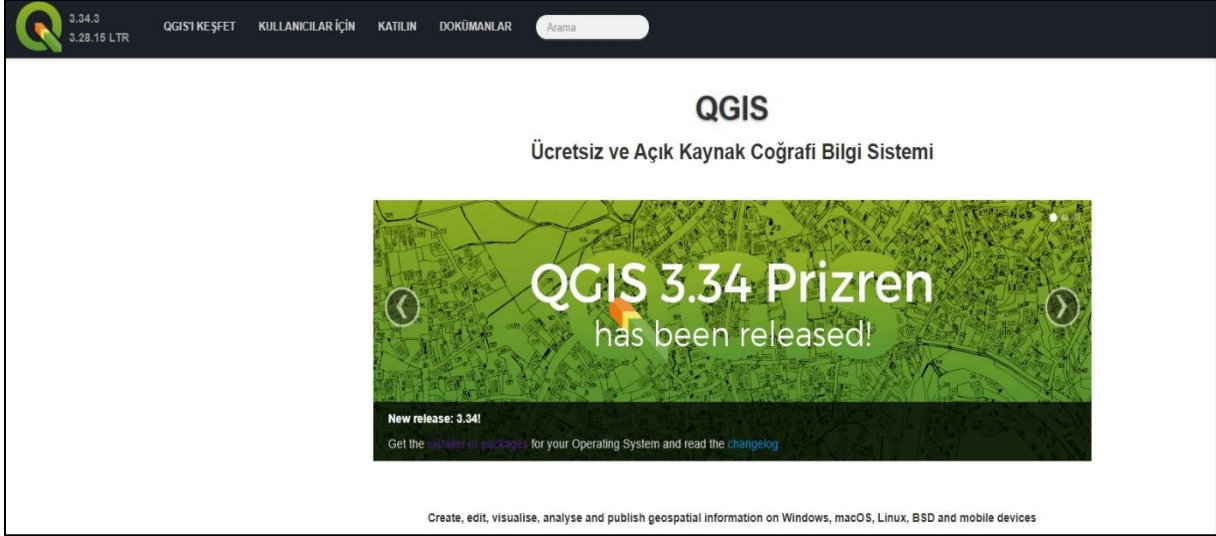 3.34.3
3.28.15 LTR
QGIS'I KEŞFET KULLANICILAR İÇİN KATILIN DOKÜMANLAR Arama
QGIS
Ücretsiz ve Açık Kaynak Coğrafi Bilgi Sistemi
QGIS 3.34 Prizren
has been released!
New release: 3.34!
Get the installer or packages for your Operating System and read the changelog
Create, edit, visualise, analyse and publish geospatial information on Windows, macOS, Linux, BSD and mobile devices